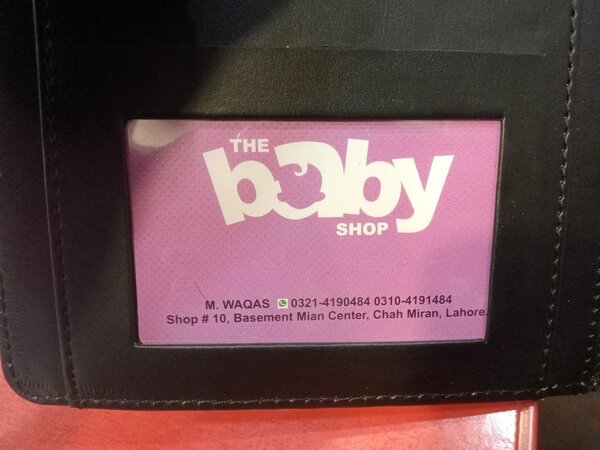 THE
baby
SHOP
M. WAQAS 0321-4190484 0310-4191484
Shop # 10, Basement Mian Center, Chah Miran, Lahore.